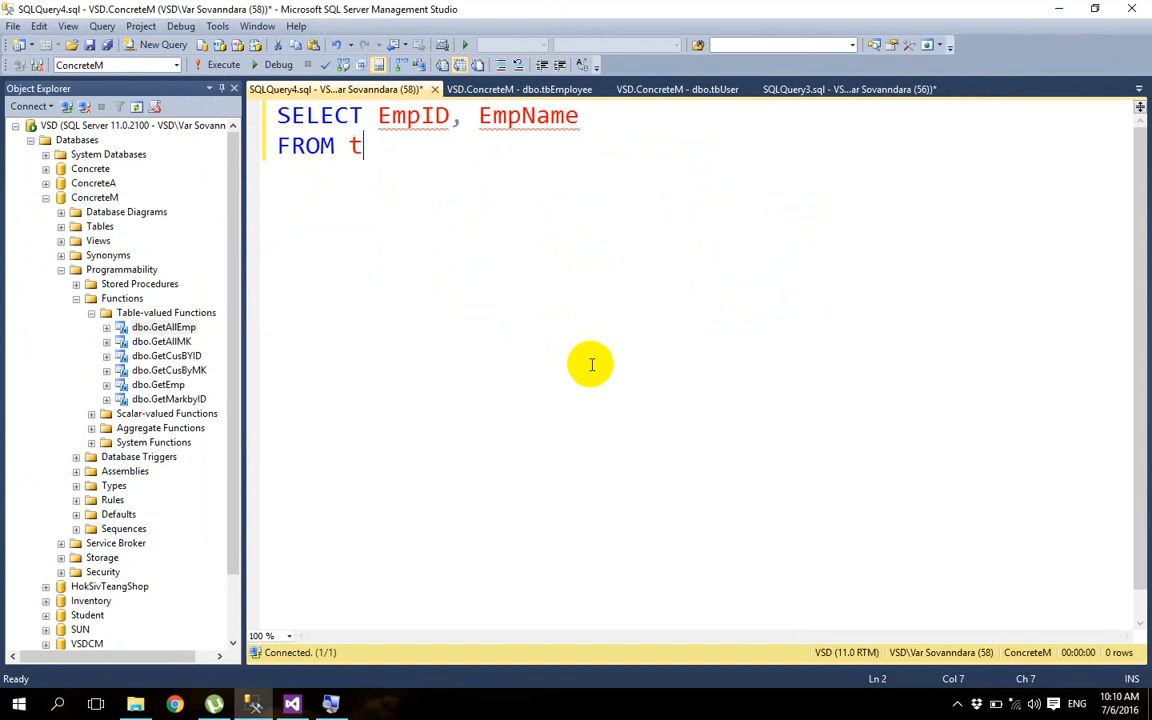 SQLQuery4.sql - VSD.ConcreteM (VSD\Var Sovanndara (58))* - Microsoft SQL Server Management Studio
File Edit View Query Project Debug Tools Window Help
New Query
ConcreteM Execute Debug
Object Explorer
SQLQuery4.sql - VS...ar Sovanndara (58))* VSD.ConcreteM - dbo.tbEmployee VSD.ConcreteM - dbo.tbUser SQLQuery3.sql - VS...ar Sovanndara (56))*
Connect
VSD (SQL Server 11.0.2100 - VSD\Var Sovann
Databases
System Databases
Concrete
ConcreteA
ConcreteM
Database Diagrams
Tables
Views
Synonyms
Programmability
Stored Procedures
Functions
Table-valued Functions
dbo.GetAllEmp
dbo.GetAllMK
dbo.GetCusBYID
dbo.GetCusByMK
dbo.GetEmp
dbo.GetMarkbyID
Scalar-valued Functions
Aggregate Functions
System Functions
Database Triggers
Assemblies
Types
Rules
Defaults
Sequences
Service Broker
Storage
Security
HokSivTeangShop
Inventory
Student
SUN
VSDCM
SELECT EmpID, EmpName
FROM t
100 %
Connected. (1/1) VSD (11.0 RTM) VSD\Var Sovanndara (58) ConcreteM 00:00:00 0 rows
Ready Ln 2 Col 7 Ch 7 INS
ENG 10:10 AM
7/6/2016